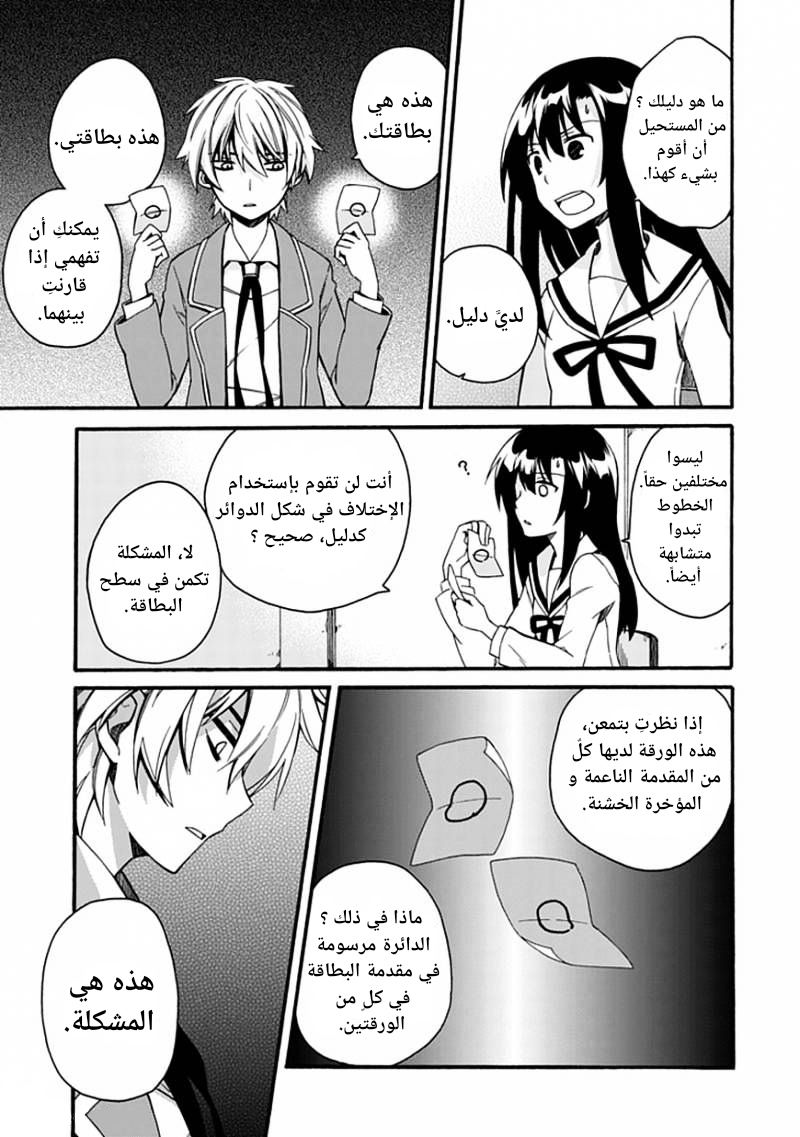 ما هو دليلك ؟
من المستحيل
أن أقوم
بشيء كهذا.
لديَّ دليل.
هذه هي
بطاقتك.
هذه بطاقتي.
يمكنكِ أن
تفهمي إذا
قارنتِ
بينهما.
ليسوا
مختلفين حقاً.
الخطوط
تبدوا
متشابهة
أيضاً.
?
أنت لن تقوم بإستخدام
الإختلاف في شكل الدوائر
كدليل، صحيح ؟
لا، المشكلة
تكمن في سطح
البطاقة.
إذا نظرتِ بتمعن،
هذه الورقة لديها كلٌ
من المقدمة الناعمة و
المؤخرة الخشنة.
ماذا في ذلك ؟
الدائرة مرسومة
في مقدمة البطاقة
في كلٍ من
الورقتين.
هذه هي
المشكلة.